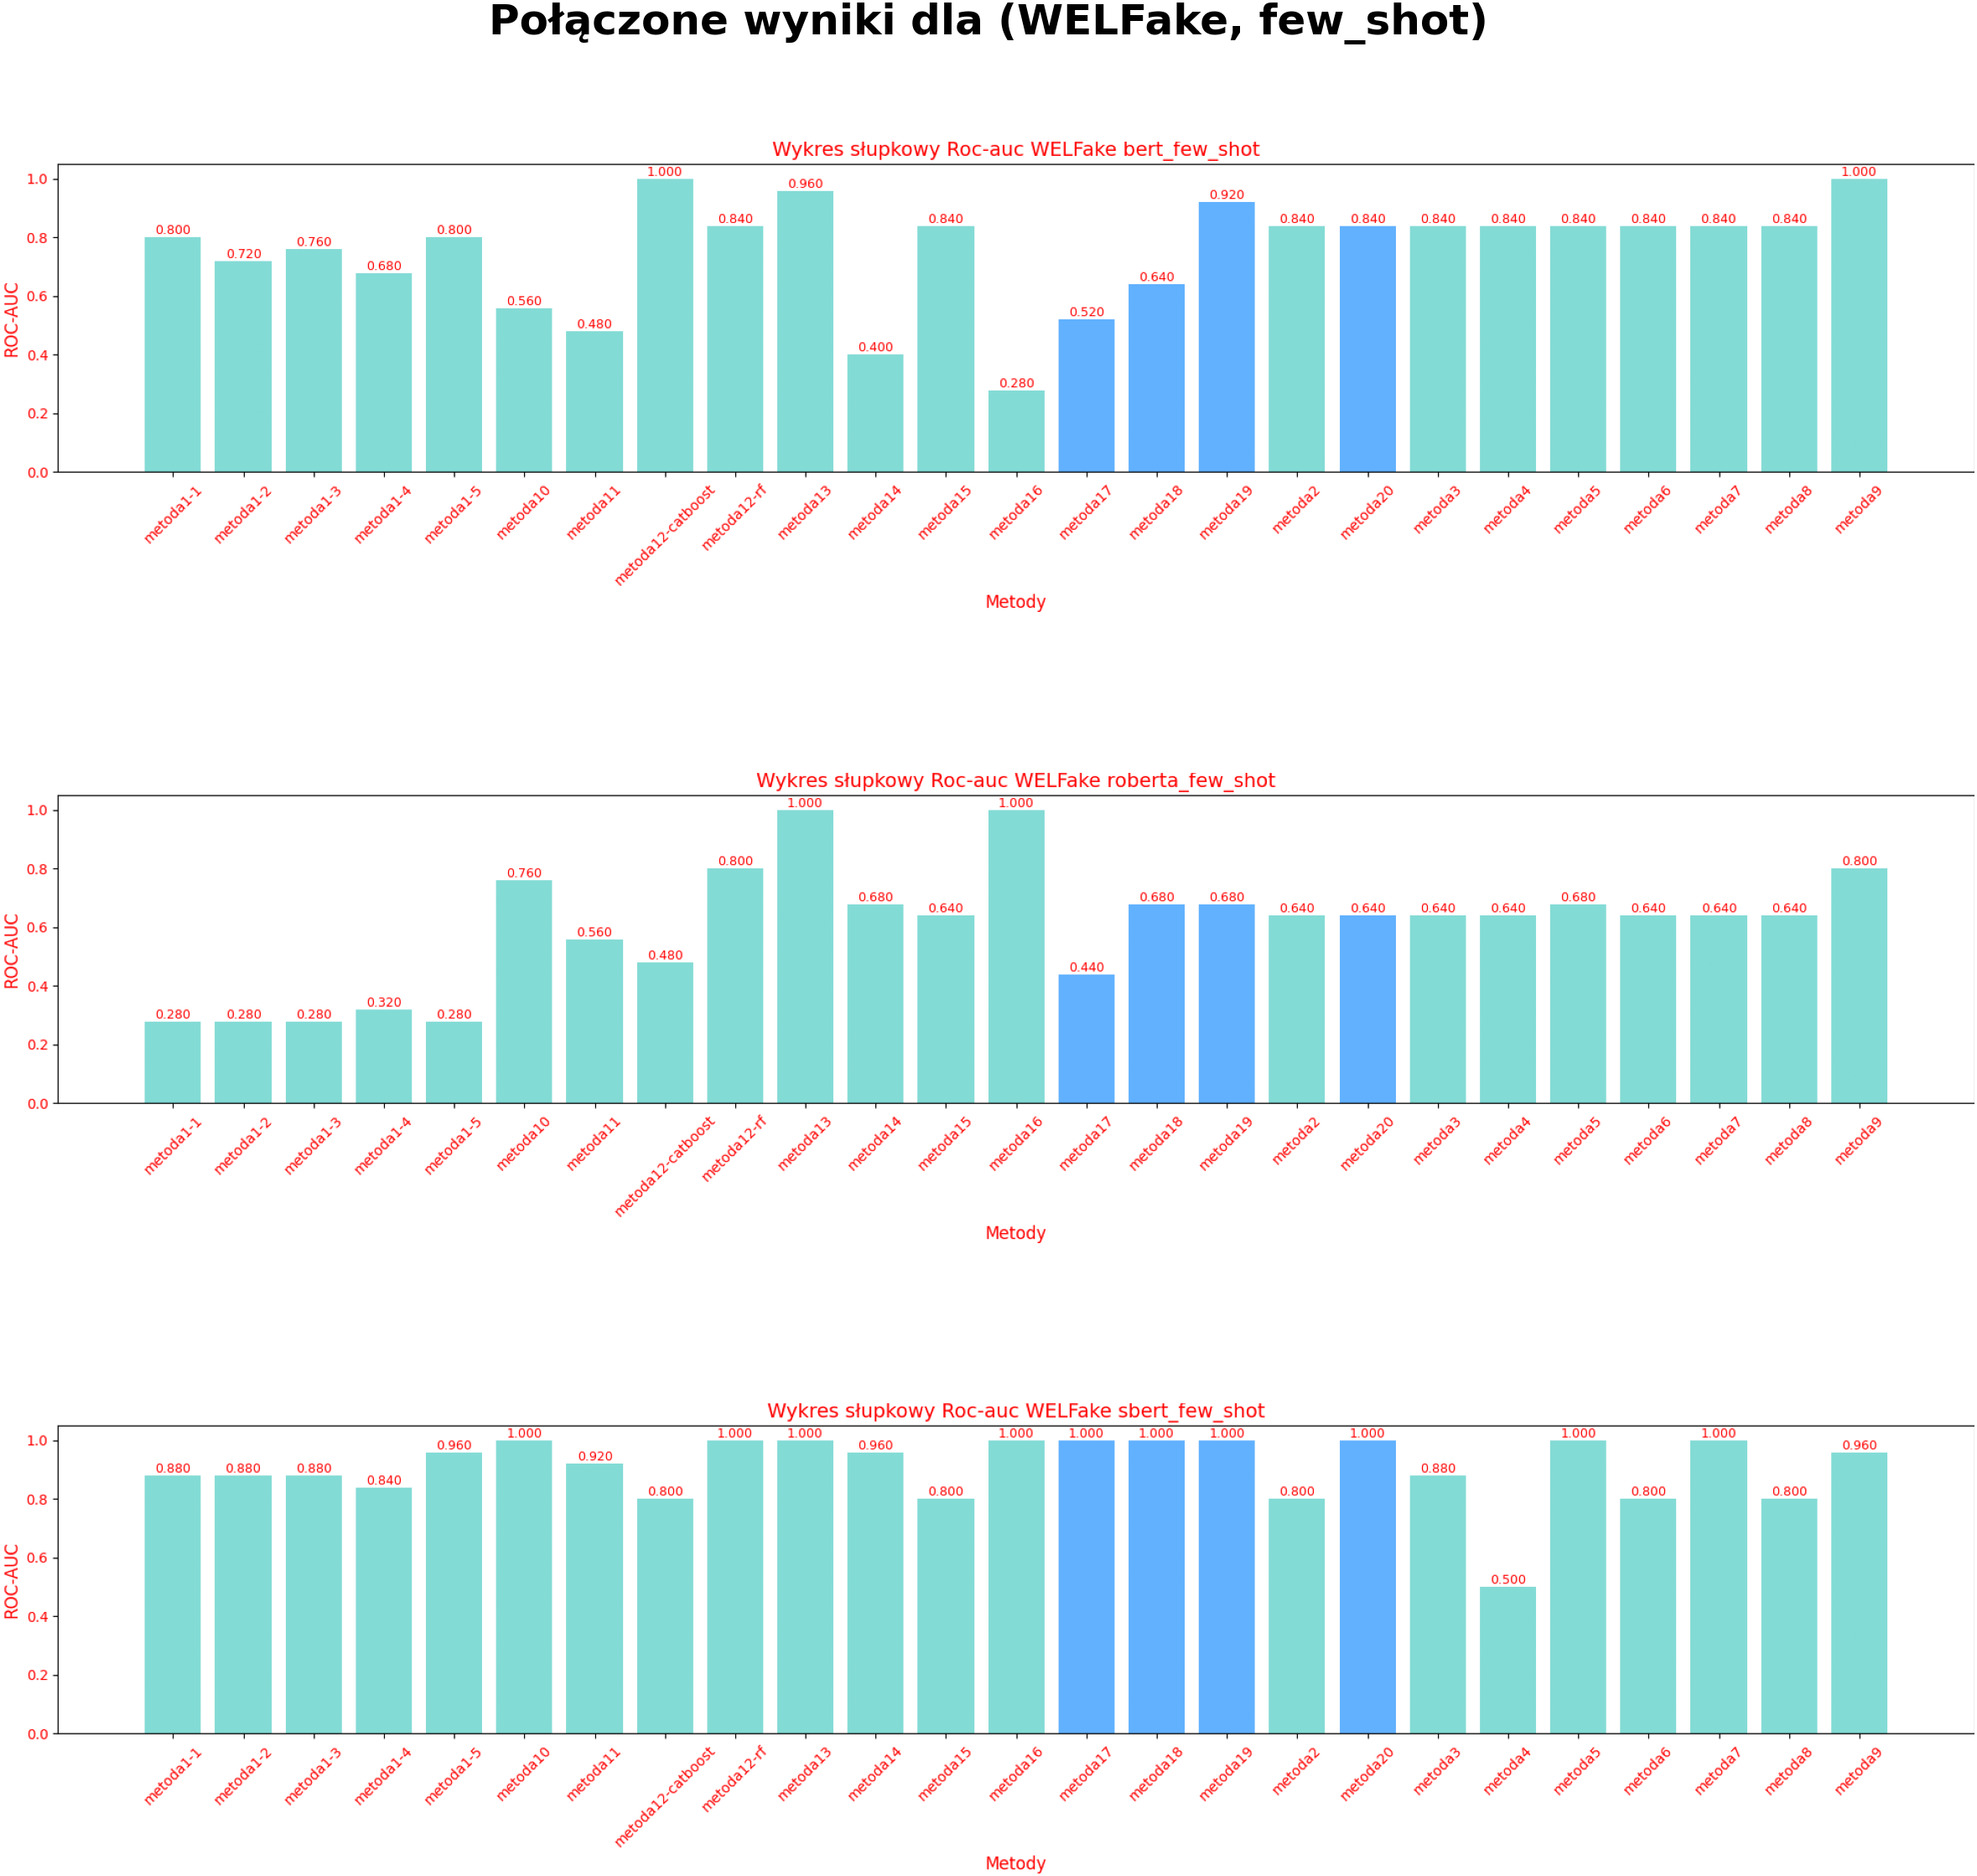 Połączone wyniki dla (WELFake, few_shot)
Wykres słupkowy Roc-auc WELFake bert_few_shot
ROC-AUC
1.0
0.8
0.6
0.4
0.2
0.0
0.800 0.720 0.760 0.680 0.800 0.560 0.480 1.000 0.840 0.960 0.400 0.840 0.280 0.520 0.640 0.920 0.840 0.840 0.840 0.840 0.840 0.840 0.840 0.840 1.000
metoda1-1 metoda1-2 metoda1-3 metoda1-4 metoda1-5 metoda10 metoda11 metoda12-catboost metoda12-rf metoda13 metoda14 metoda15 metoda16 metoda17 metoda18 metoda19 metoda2 metoda20 metoda3 metoda4 metoda5 metoda6 metoda7 metoda8 metoda9
Metody
Wykres słupkowy Roc-auc WELFake roberta_few_shot
ROC-AUC
1.0
0.8
0.6
0.4
0.2
0.0
0.280 0.280 0.280 0.320 0.280 0.760 0.560 0.480 0.800 1.000 0.680 0.640 1.000 0.440 0.680 0.680 0.640 0.640 0.640 0.640 0.680 0.640 0.640 0.640 0.800
metoda1-1 metoda1-2 metoda1-3 metoda1-4 metoda1-5 metoda10 metoda11 metoda12-catboost metoda12-rf metoda13 metoda14 metoda15 metoda16 metoda17 metoda18 metoda19 metoda2 metoda20 metoda3 metoda4 metoda5 metoda6 metoda7 metoda8 metoda9
Metody
Wykres słupkowy Roc-auc WELFake sbert_few_shot
ROC-AUC
1.0
0.8
0.6
0.4
0.2
0.0
0.880 0.880 0.880 0.840 0.960 1.000 0.920 0.800 1.000 1.000 0.960 0.800 1.000 1.000 1.000 1.000 0.800 1.000 0.880 0.500 1.000 0.800 1.000 0.800 0.960
metoda1-1 metoda1-2 metoda1-3 metoda1-4 metoda1-5 metoda10 metoda11 metoda12-catboost metoda12-rf metoda13 metoda14 metoda15 metoda16 metoda17 metoda18 metoda19 metoda2 metoda20 metoda3 metoda4 metoda5 metoda6 metoda7 metoda8 metoda9
Metody